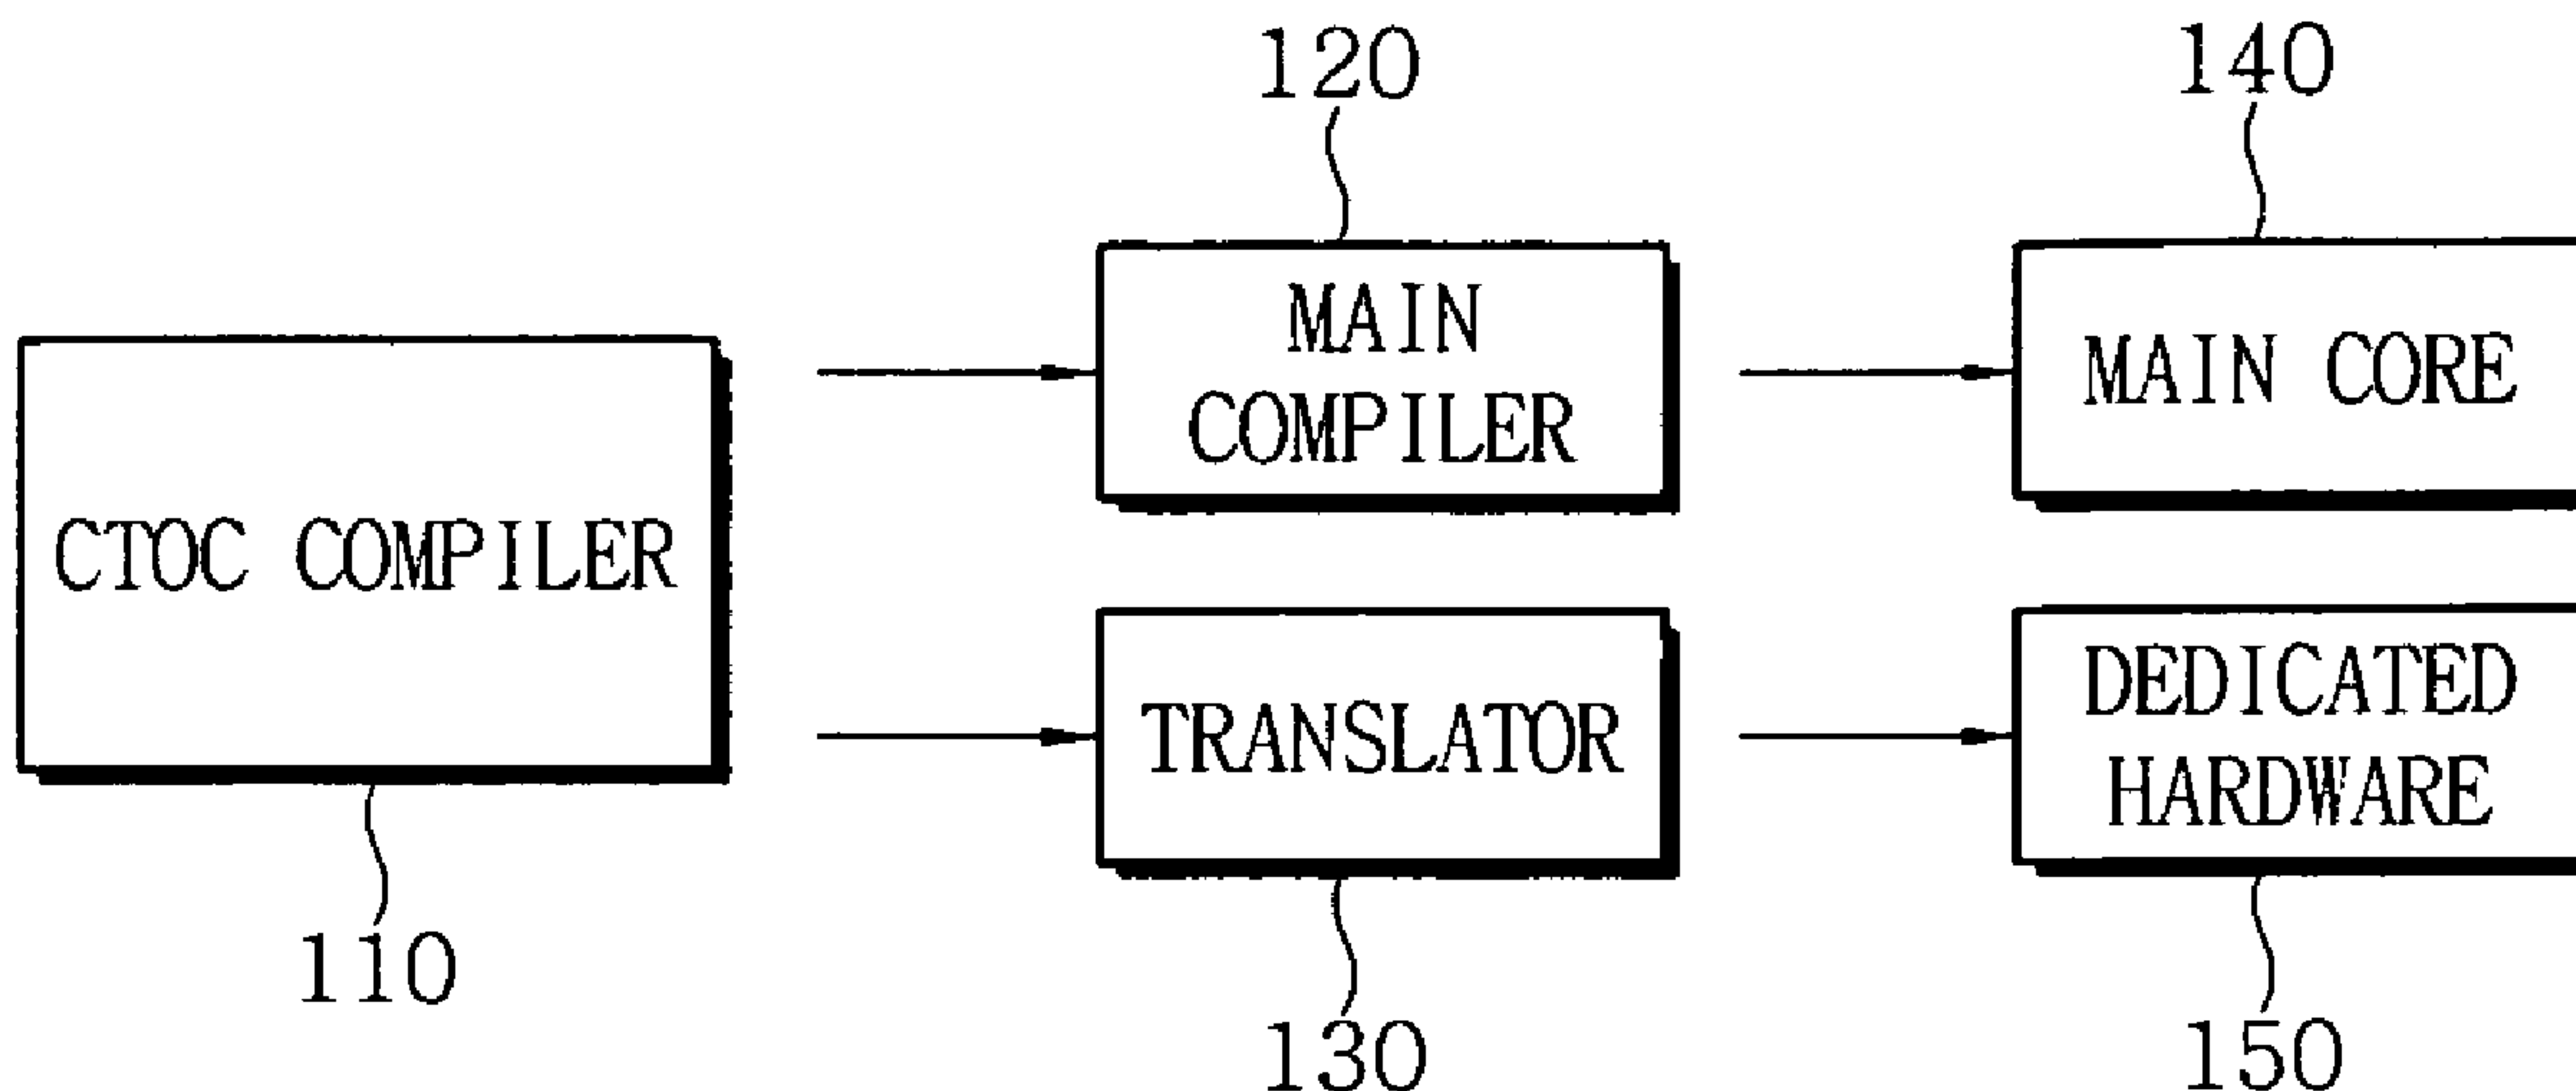 120
140
MAIN
COMPILER
MAIN CORE
CTOC COMPILER
TRANSLATOR
DEDICATED
HARDWARE
110
130
150